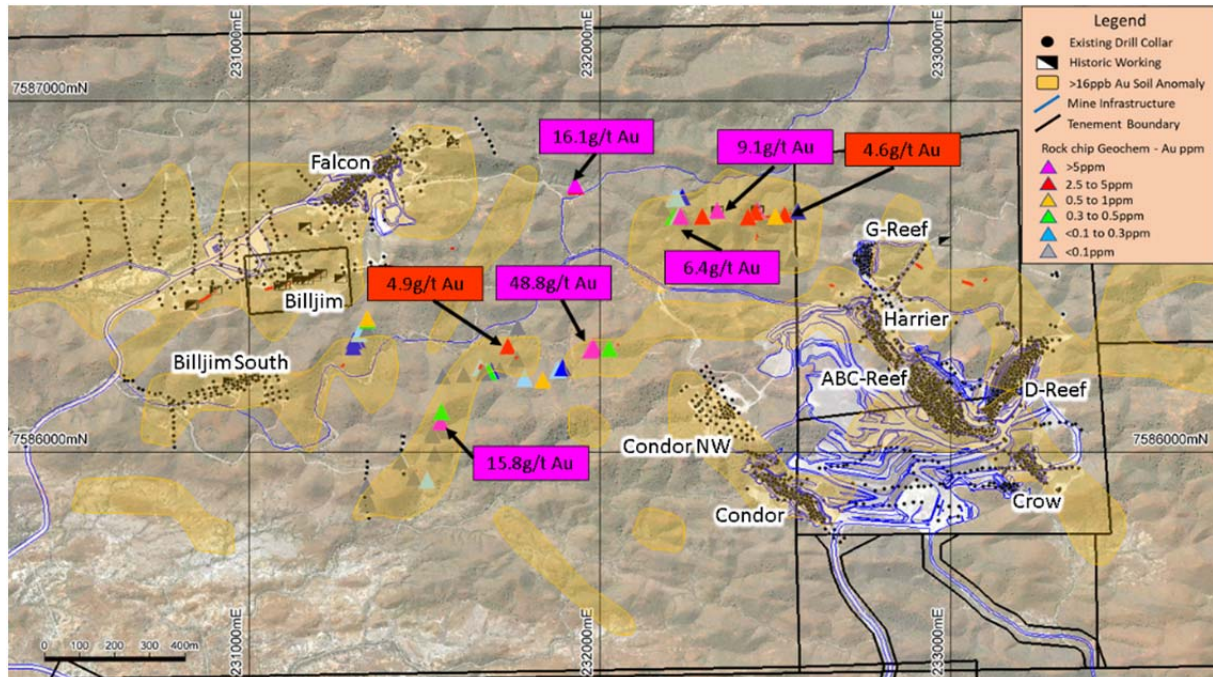 231000mE
232000mE
233000mE
7587000mN
Legend
Existing Drill Collar
Historic Working
>16ppb Au Soil Anomaly
Mine Infrastructure
Tenement Boundary
Rock chip Geochem - Au ppm
>5ppm
2.5 to 5ppm
0.5 to 1ppm
0.3 to 0.5ppm
<0.1 to 0.3ppm
<0.1ppm
16.1g/t Au
9.1g/t Au
4.6g/t Au
Falcon
G-Reef
6.4g/t Au
4.9g/t Au
48.8g/t Au
Billjim
Harrier
Billjim South
ABC-Reef
D-Reef
Condor NW
7586000mN
15.8g/t Au
Crow
Condor
0 100 200 300 400m
231000mE
232000mE
233000mE